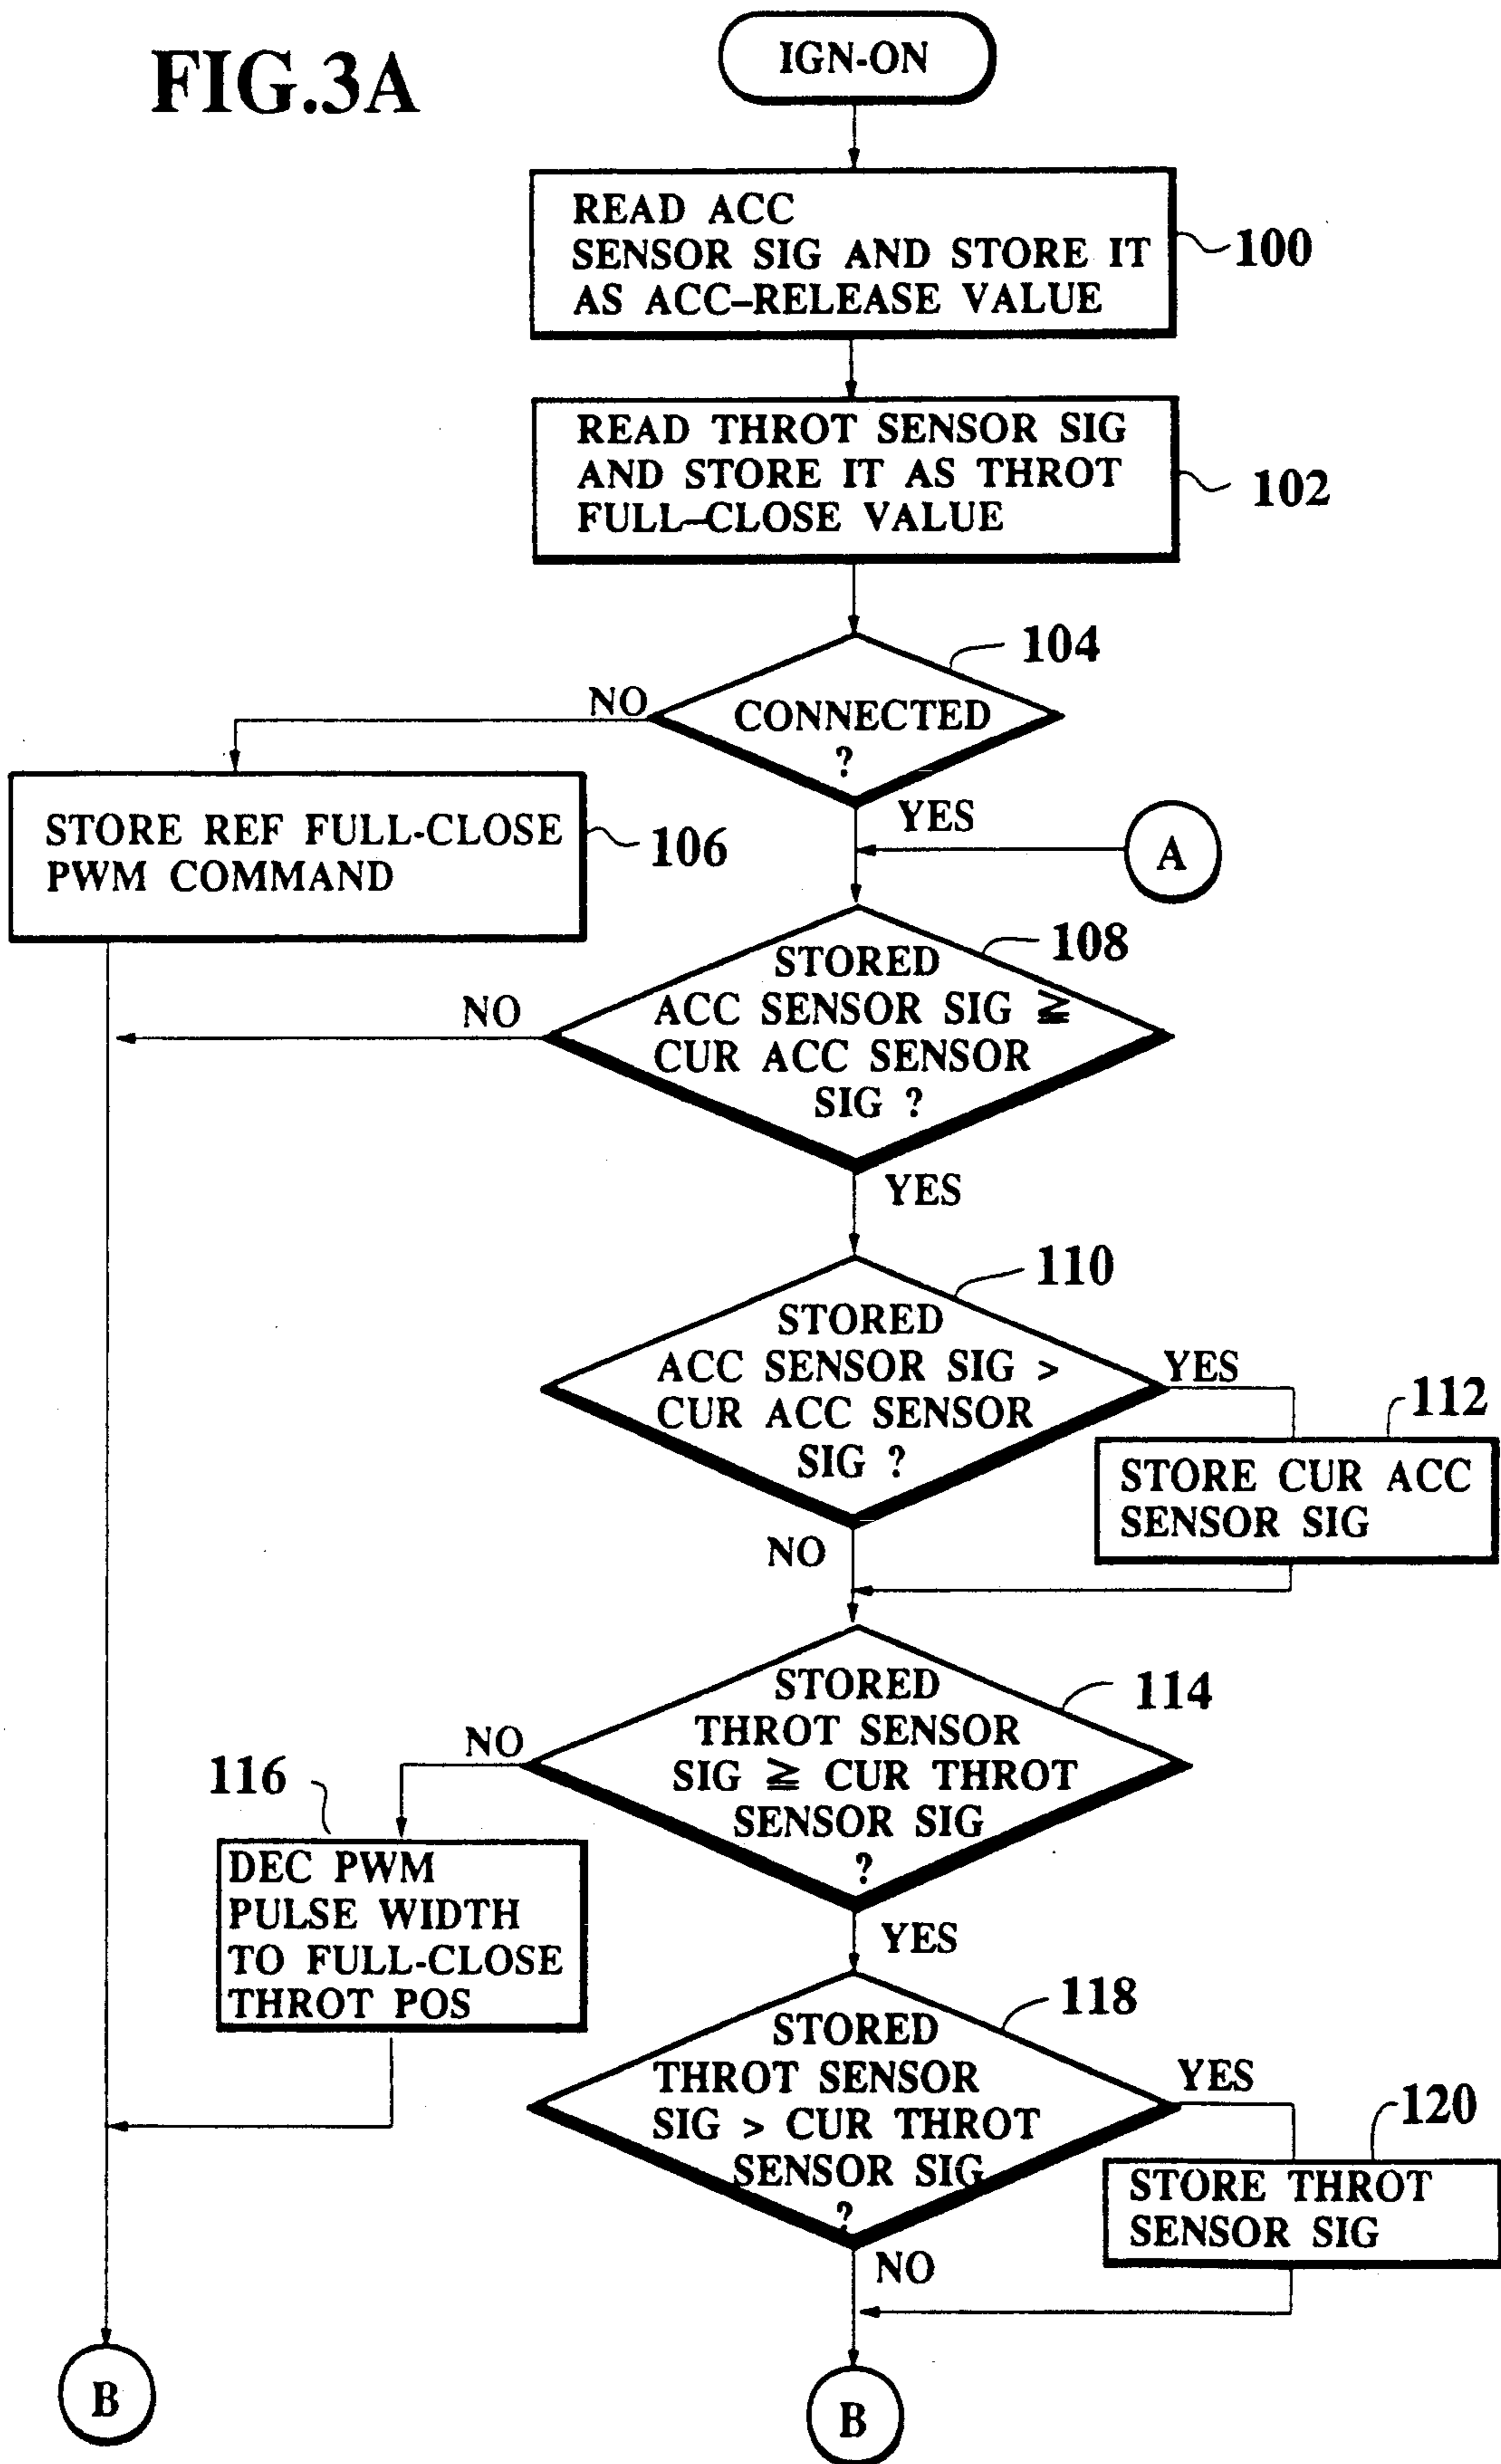 FIG.3A
IGN-ON
READ ACC
SENSOR SIG AND STORE IT
AS ACC-RELEASE VALUE
100
READ THROT SENSOR SIG
AND STORE IT AS THROT
FULL-CLOSE VALUE
102
104
NO
CONNECTED
?
YES
A
STORE REF FULL-CLOSE
PWM COMMAND
106
108
STORED
ACC SENSOR SIG ≧
CUR ACC SENSOR
SIG ?
NO
YES
110
STORED
ACC SENSOR SIG >
CUR ACC SENSOR
SIG ?
YES
112
STORE CUR ACC
SENSOR SIG
NO
114
STORED
THROT SENSOR
SIG ≧ CUR THROT
SENSOR SIG
?
NO
116
DEC PWM
PULSE WIDTH
TO FULL-CLOSE
THROT POS
YES
118
STORED
THROT SENSOR
SIG > CUR THROT
SENSOR SIG
?
YES
120
STORE THROT
SENSOR SIG
NO
B
B